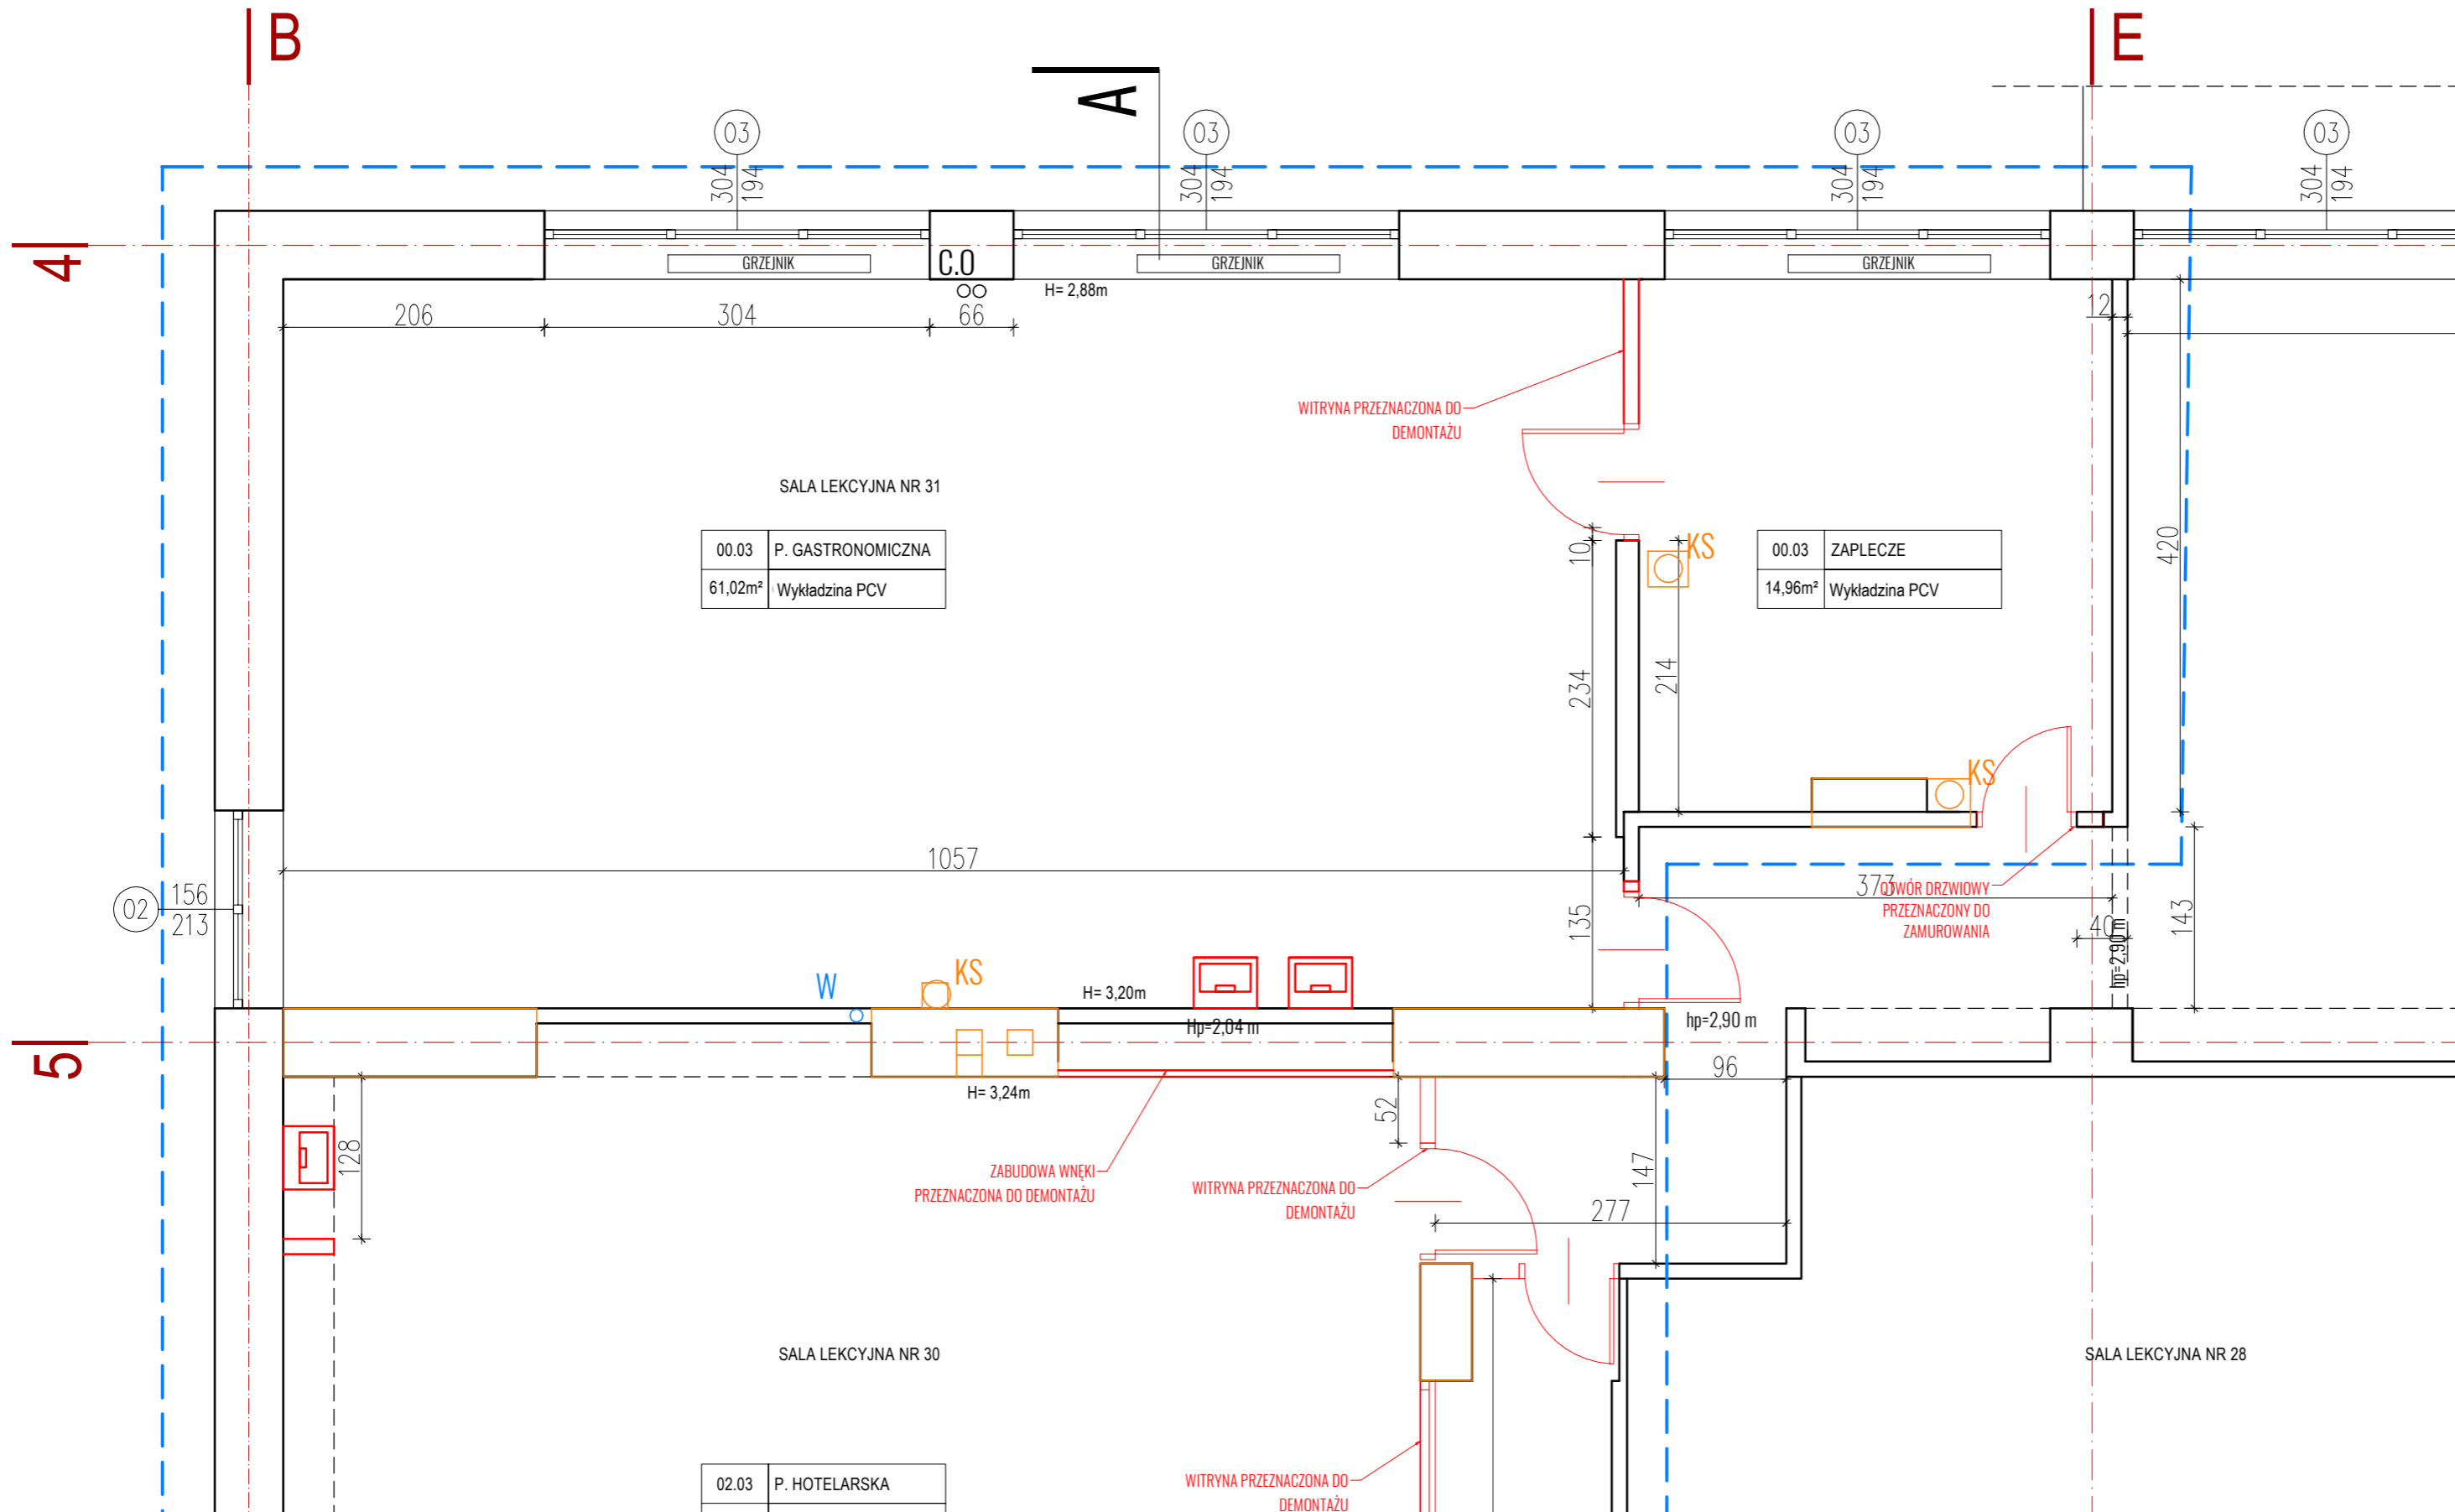 B
E
A
03
03
03
03
304
194
304
194
304
194
304
194
4
GRZEJNIK
C.O
GRZEJNIK
GRZEJNIK
H= 2,88m
206
304
66
12
WITRYNA PRZEZNACZONA DO
DEMONTAŻU
SALA LEKCYJNA NR 31
00.03 P. GASTRONOMICZNA
61,02m² Wykładzina PCV
10
KS
00.03 ZAPLECZE
14,96m² Wykładzina PCV
420
234
214
KS
1057
02
156
213
373
OTWÓR DRZWIOWY
PRZEZNACZONY DO
ZAMUROWANIA
135
40
143
hp=2,90 m
W
KS
H= 3,20m
Hp=2,04 m
hp=2,90 m
5
H= 3,24m
96
52
128
147
ZABUDOWA WNĘKI
PRZEZNACZONA DO DEMONTAŻU
WITRYNA PRZEZNACZONA DO
DEMONTAŻU
277
SALA LEKCYJNA NR 30
SALA LEKCYJNA NR 28
02.03 P. HOTELARSKA
WITRYNA PRZEZNACZONA DO
DEMONTAŻU